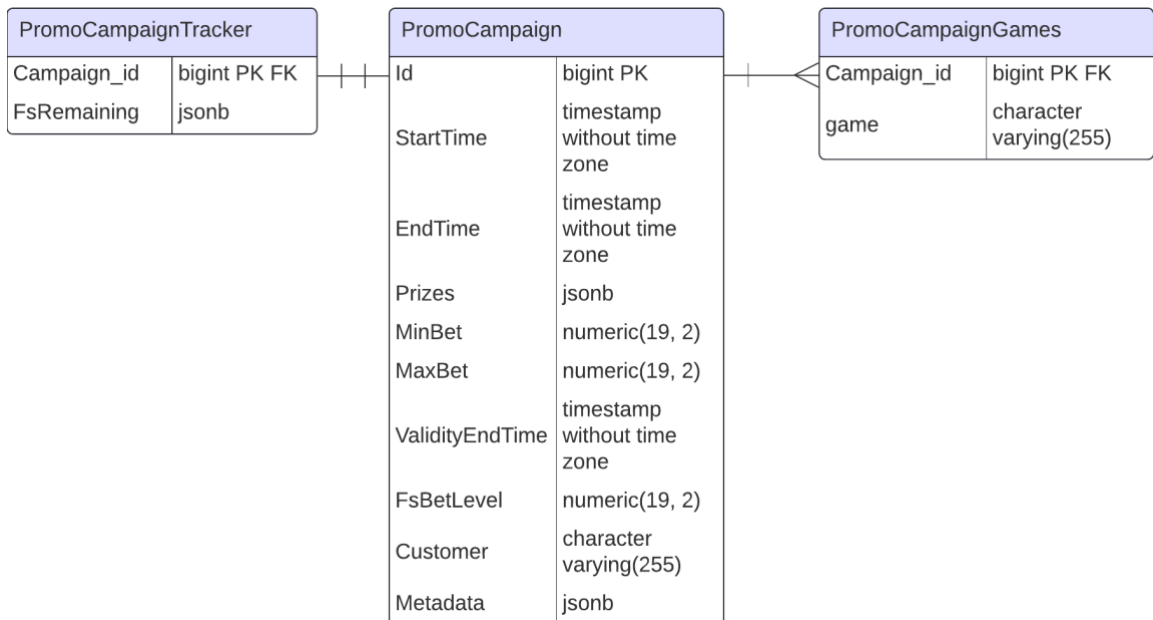 PromoCampaignTracker
Campaign_id bigint PK FK
FsRemaining jsonb
PromoCampaign
Id bigint PK
StartTime timestamp
without time
zone
EndTime timestamp
without time
zone
Prizes jsonb
MinBet numeric(19, 2)
MaxBet numeric(19, 2)
ValidityEndTime timestamp
without time
zone
FsBetLevel numeric(19, 2)
Customer character
varying(255)
Metadata jsonb
PromoCampaignGames
Campaign_id bigint PK FK
game character
varying(255)